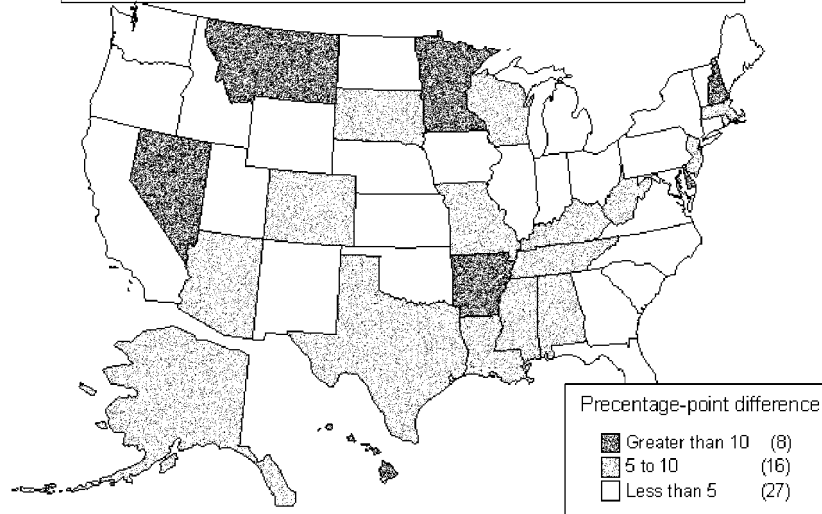 Precentage-point difference
Greater than 10 (8)
5 to 10 (16)
Less than 5 (27)